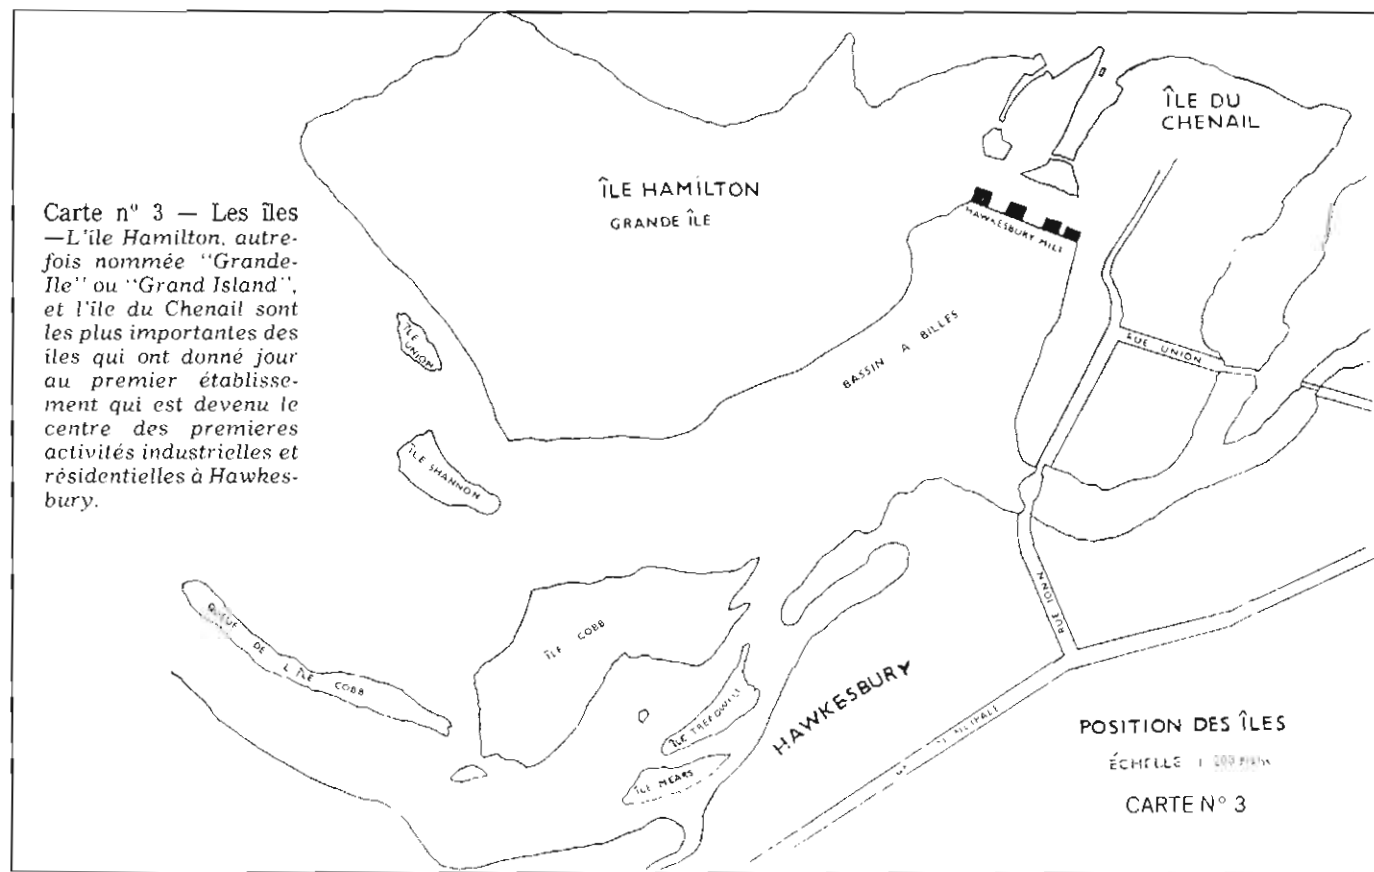 Carte nº 3 — Les îles
—L'île Hamilton, autre-
fois nommée "Grande-
Ile" ou "Grand Island",
et l'île du Chenail sont
les plus importantes des
îles qui ont donné jour
au premier établisse-
ment qui est devenu le
centre des premieres
activités industrielles et
résidentielles à Hawkes-
bury.
ÎLE HAMILTON
GRANDE ÎLE
ÎLE DU
CHENAIL
HAWKESBURY MILL
BASSIN A BILLES
RUE UNION
ÎLE
UNION
ÎLE SHANNON
QUEUE DE L'ÎLE COBB
ÎLE COBB
ÎLE
ÎLE MEARS
HAWKESBURY
RUE
POSITION DES ÎLES
ÉCHELLE
CARTE N° 3